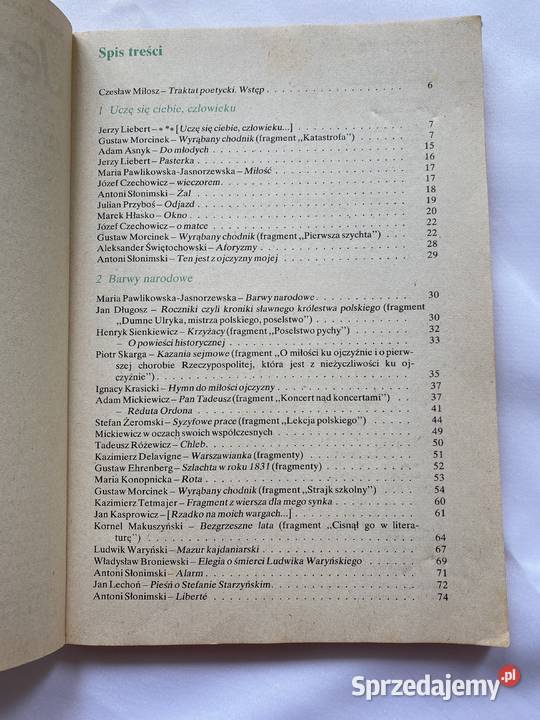 Spis treści
Czesław Miłosz – Traktat poetycki. Wstęp . . . . . . . . . . . . . . 6
1 Uczę się ciebie, człowieku
Jerzy Liebert – * * * [Uczę się ciebie, człowieku...] . . . . . . . . . . . . 7
Gustaw Morcinek – Wyrąbany chodnik (fragment ,,Katastrofa") . . . . . . 7
Adam Asnyk – Do młodych . . . . . . . . . . . . . . . . 15
Jerzy Liebert – Pasterka . . . . . . . . . . . . . . . . 16
Maria Pawlikowska-Jasnorzewska – Miłość . . . . . . . . . . . . 17
Józef Czechowicz – wieczorem . . . . . . . . . . . . . . . . 17
Antoni Słonimski – Żal . . . . . . . . . . . . . . . . 18
Julian Przyboś – Odjazd . . . . . . . . . . . . . . . . 19
Marek Hłasko – Okno . . . . . . . . . . . . . . . . 20
Józef Czechowicz – o matce . . . . . . . . . . . . . . . . 22
Gustaw Morcinek – Wyrąbany chodnik (fragment ,,Pierwsza szychta") . . . . 22
Aleksander Świętochowski – Aforyzmy . . . . . . . . . . . . . . 28
Antoni Słonimski – Ten jest z ojczyzny mojej . . . . . . . . . . . . 29
2 Barwy narodowe
Maria Pawlikowska-Jasnorzewska – Barwy narodowe . . . . . . . . . . 30
Jan Długosz – Roczniki czyli kroniki sławnego królestwa polskiego (fragment
,,Dumne Ulryka, mistrza polskiego, poselstwo") . . . . . . . . . . 30
Henryk Sienkiewicz – Krzyżacy (fragment ,,Poselstwo pychy") . . . . . . 32
– O powieści historycznej . . . . . . . . . . . . 33
Piotr Skarga – Kazania sejmowe (fragment ,,O miłości ku ojczyźnie i o pierw-
szej chorobie Rzeczypospolitej, która jest z nieżyczliwości ku oj-
czyźnie") . . . . . . . . . . . . . . . . 35
Ignacy Krasicki – Hymn do miłości ojczyzny . . . . . . . . . . . . 37
Adam Mickiewicz – Pan Tadeusz (fragment ,,Koncert nad koncertami") . . . . 37
– Reduta Ordona . . . . . . . . . . . . . . 41
Stefan Żeromski – Syzyfowe prace (fragment ,,Lekcja polskiego") . . . . . . 44
Mickiewicz w oczach swoich współczesnych . . . . . . . . . . . . 49
Tadeusz Różewicz – Chleb . . . . . . . . . . . . . . . . 50
Kazimierz Delavigne – Warszawianka (fragmenty) . . . . . . . . . . 51
Gustaw Ehrenberg – Szlachta w roku 1831 (fragmenty) . . . . . . . . 52
Maria Konopnicka – Rota . . . . . . . . . . . . . . . . 53
Gustaw Morcinek – Wyrąbany chodnik (fragment ,,Strajk szkolny") . . . . . 54
Kazimierz Tetmajer – Fragment z wiersza dla mego synka . . . . . . . . 60
Jan Kasprowicz – [Rzadko na moich wargach...] . . . . . . . . . . . . 61
Kornel Makuszyński – Bezgrzeszne lata (fragment ,,Cisnął go w litera-
turę") . . . . . . . . . . . . . . . . 64
Ludwik Waryński – Mazur kajdaniarski . . . . . . . . . . . . . . 67
Władysław Broniewski – Elegia o śmierci Ludwika Waryńskiego . . . . . . 69
Antoni Słonimski – Alarm . . . . . . . . . . . . . . . . 71
Jan Lechoń – Pieśń o Stefanie Starzyńskim . . . . . . . . . . . . 72
Antoni Słonimski – Liberté . . . . . . . . . . . . . . . . 74
Sprzedajemy.pl